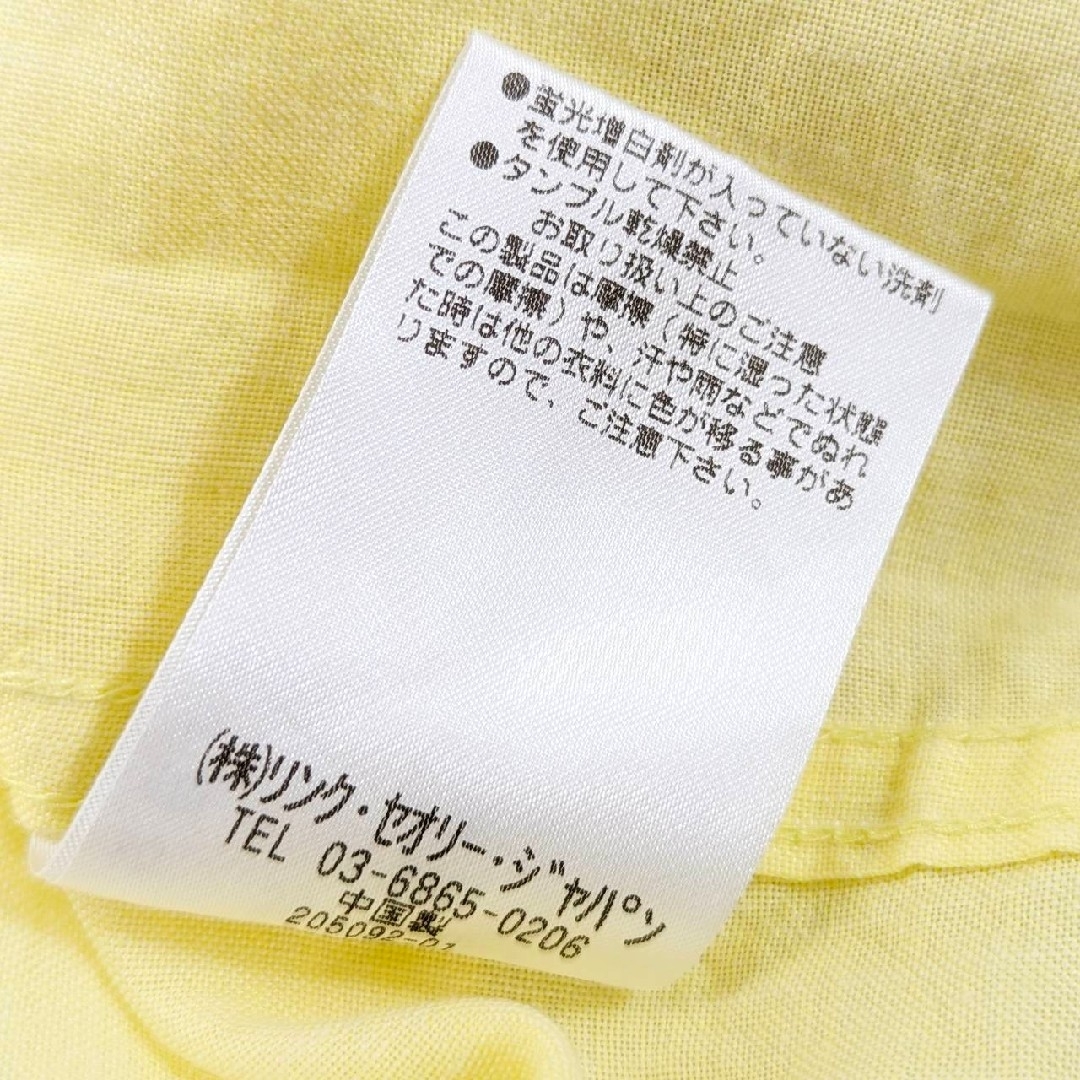 ●蛍光増白剤が入っていない洗剤
を使用して下さい。
●タンブル乾燥禁止
お取り扱い上のご注意
この製品は摩擦（特に湿った状態
での摩擦）や、汗や雨などでぬれ
た時は他の衣料に色が移る事があ
りますので、ご注意下さい。
(株)リンク・セオリー・ジャパン
TEL 03-6865-0206
中国製
205092-01